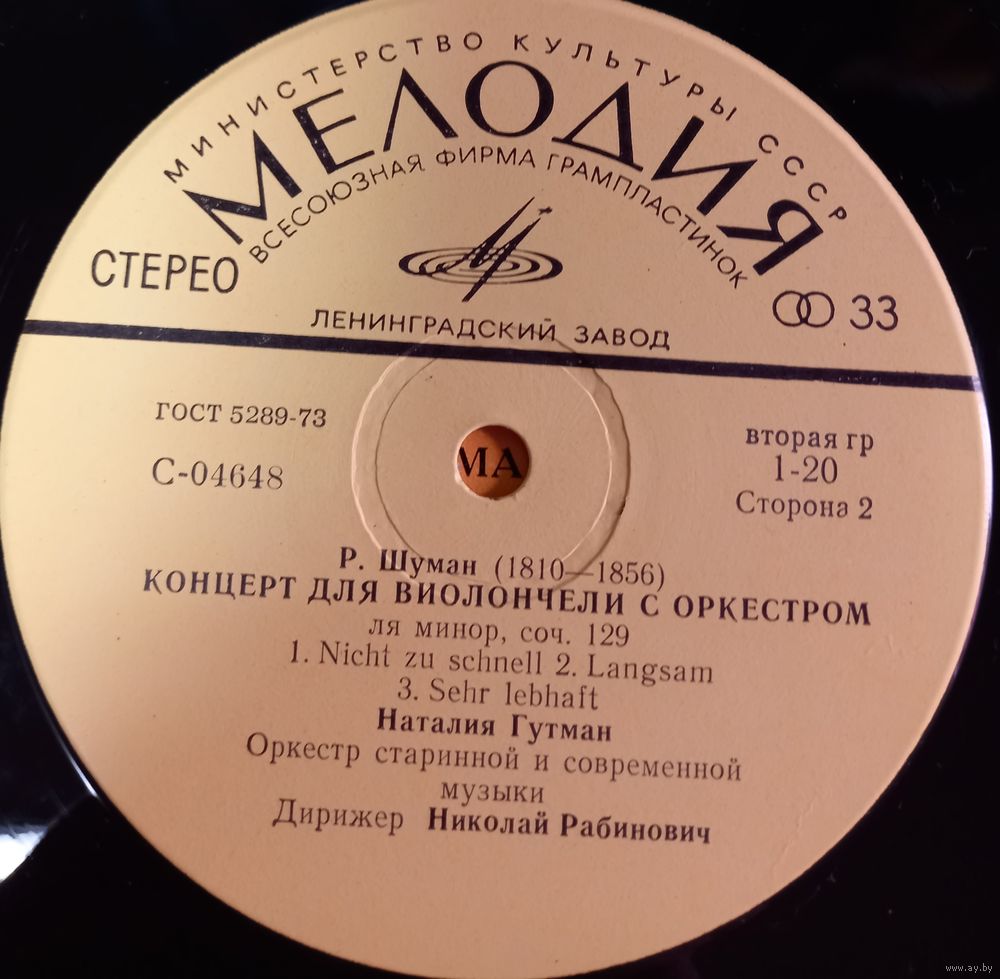 МИНИСТЕРСТВО КУЛЬТУРЫ СССР
МЕЛОДИЯ
ВСЕСОЮЗНАЯ ФИРМА ГРАМПЛАСТИНОК
СТЕРЕО
33
ЛЕНИНГРАДСКИЙ ЗАВОД
ГОСТ 5289-73
вторая гр
С-04648
1-20
Сторона 2
МА
Р. Шуман (1810—1856)
КОНЦЕРТ ДЛЯ ВИОЛОНЧЕЛИ С ОРКЕСТРОМ
ля минор, соч. 129
1. Nicht zu schnell 2. Langsam
3. Sehr lebhaft
Наталия Гутман
Оркестр старинной и современной
музыки
Дирижер Николай Рабинович
www.ay.by